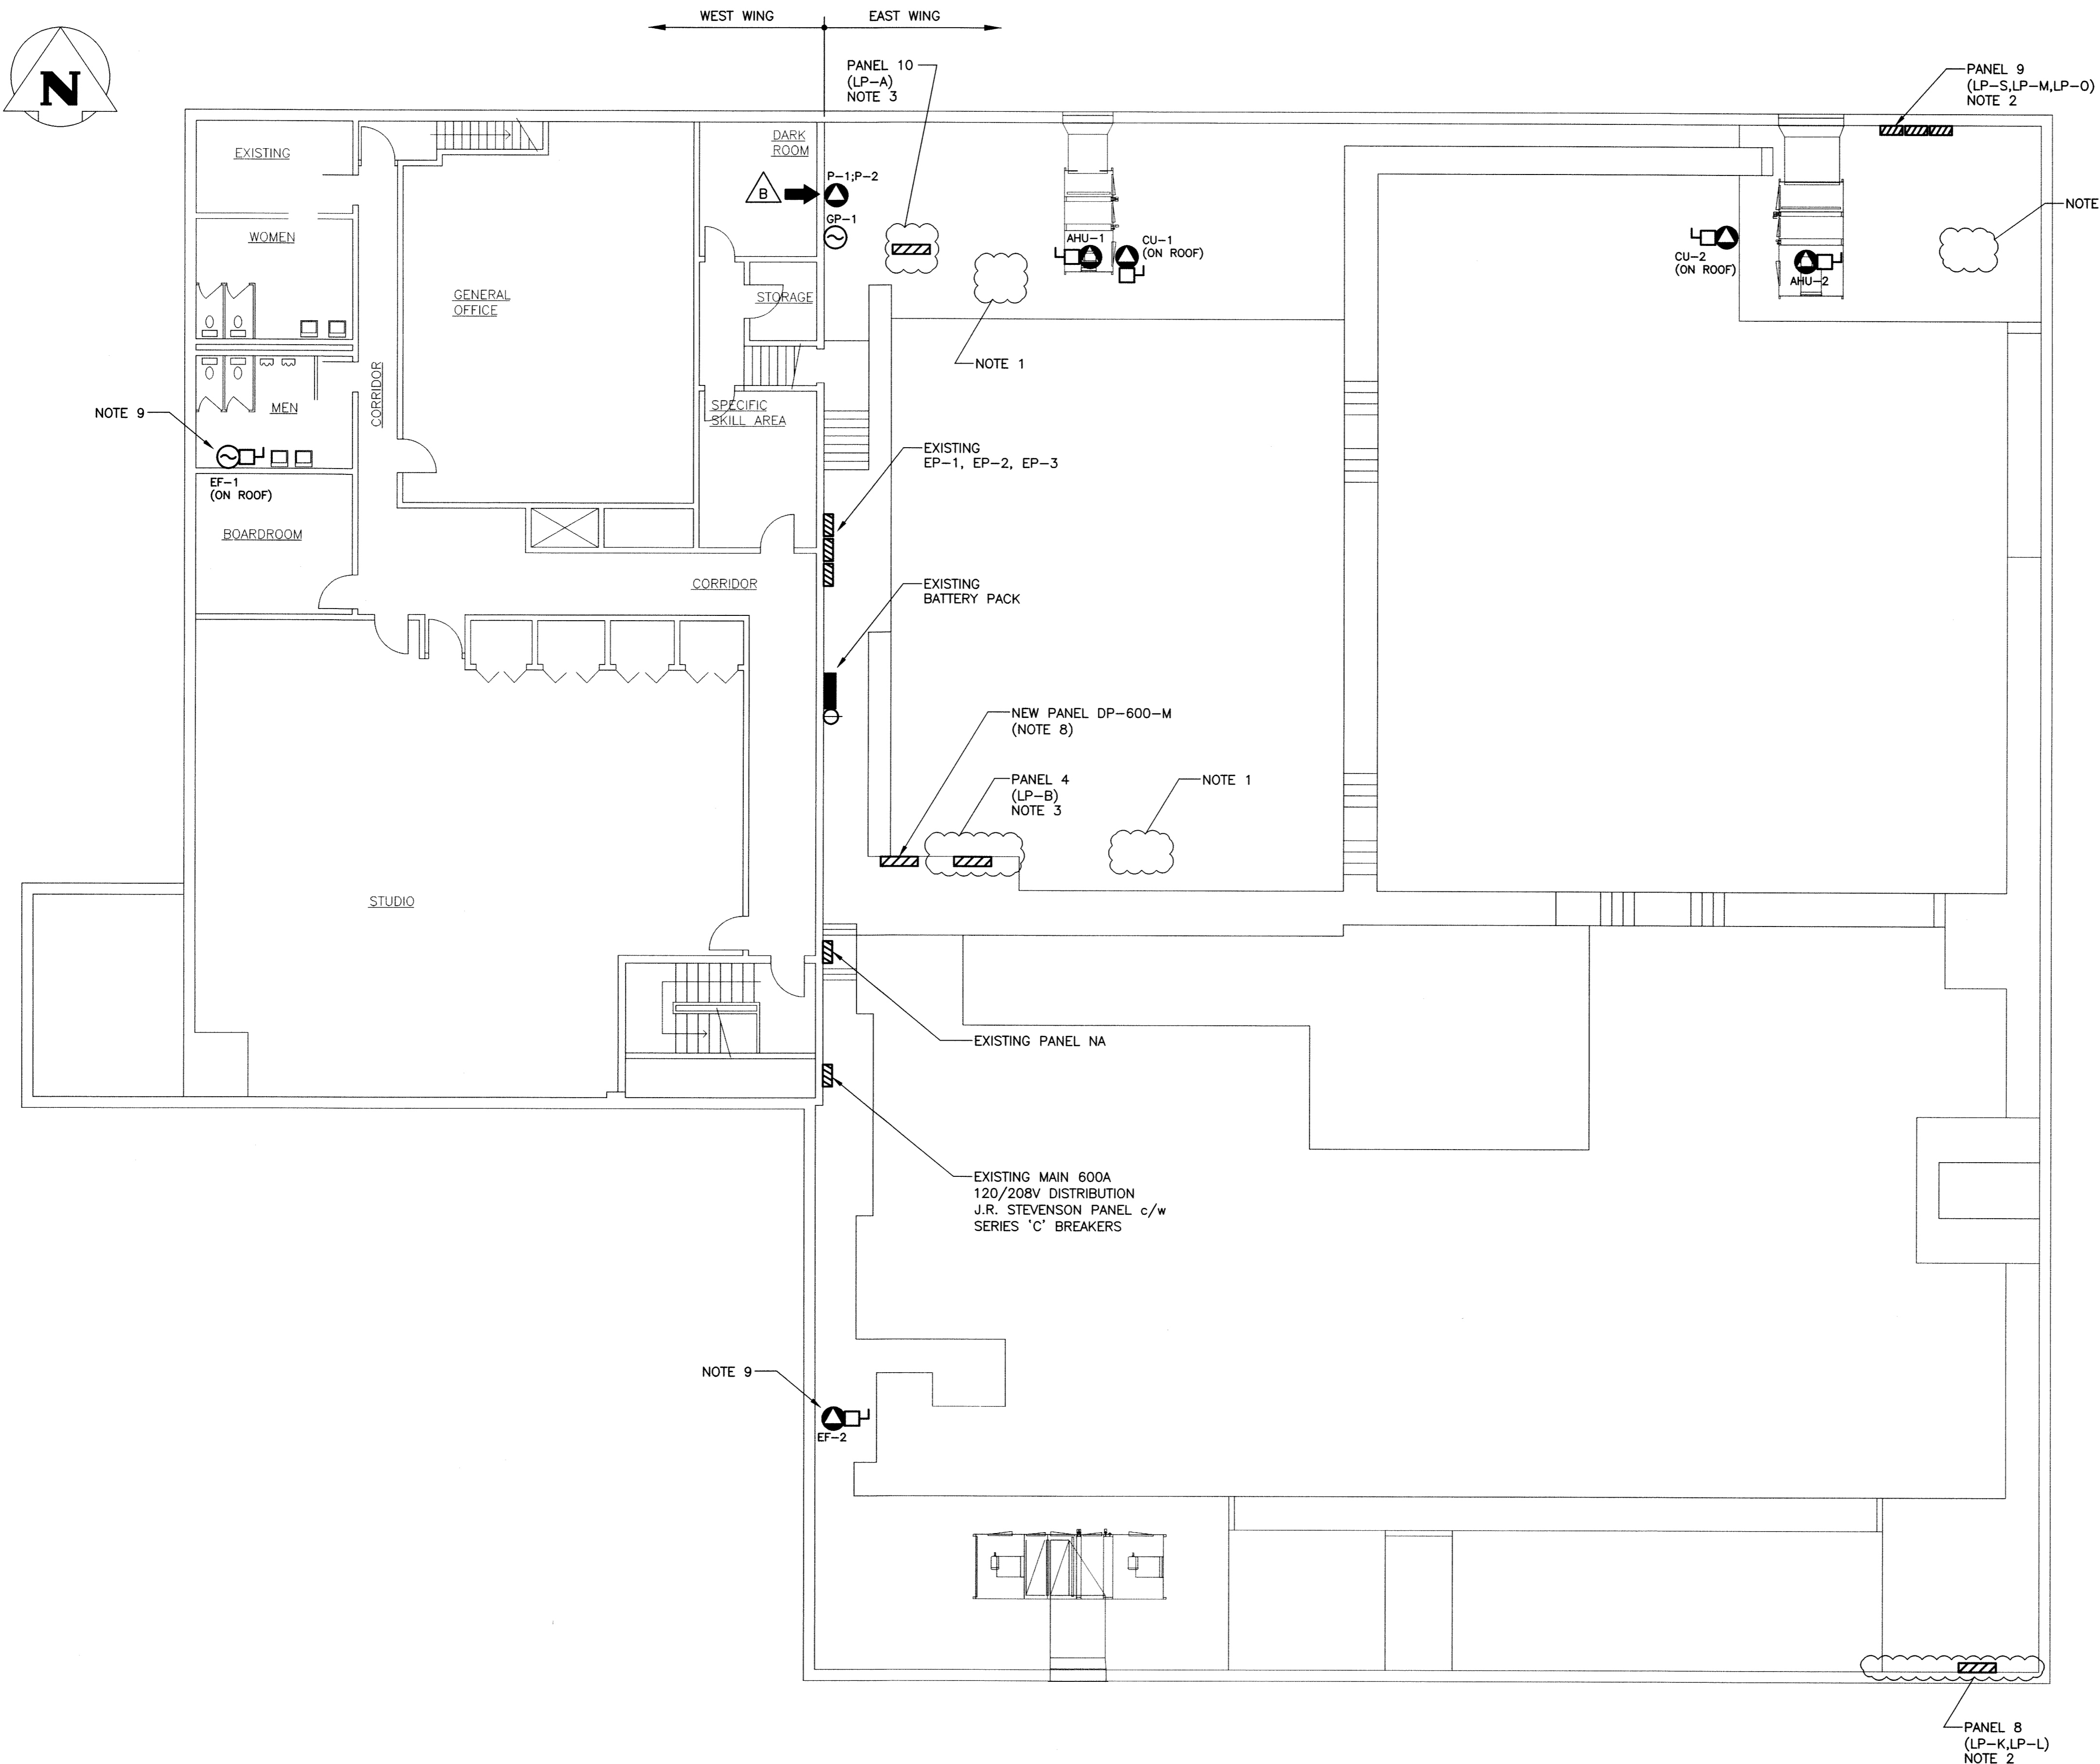 WEST WING
EAST WING
N
PANEL 10
(LP-A)
NOTE 3
PANEL 9
(LP-S,LP-M,LP-O)
NOTE 2
EXISTING
DARK
ROOM
B
P-1;P-2
GP-1
WOMEN
NOTE
AHU-1
CU-1
(ON ROOF)
CU-2
(ON ROOF)
AHU-2
GENERAL
OFFICE
STORAGE
NOTE 1
CORRIDOR
MEN
NOTE 9
SPECIFIC
SKILL AREA
EXISTING
EP-1, EP-2, EP-3
EF-1
(ON ROOF)
BOARDROOM
CORRIDOR
EXISTING
BATTERY PACK
NEW PANEL DP-600-M
(NOTE 8)
PANEL 4
(LP-B)
NOTE 3
NOTE 1
STUDIO
EXISTING PANEL NA
EXISTING MAIN 600A
120/208V DISTRIBUTION
J.R. STEVENSON PANEL c/w
SERIES 'C' BREAKERS
NOTE 9
EF-2
PANEL 8
(LP-K,LP-L)
NOTE 2